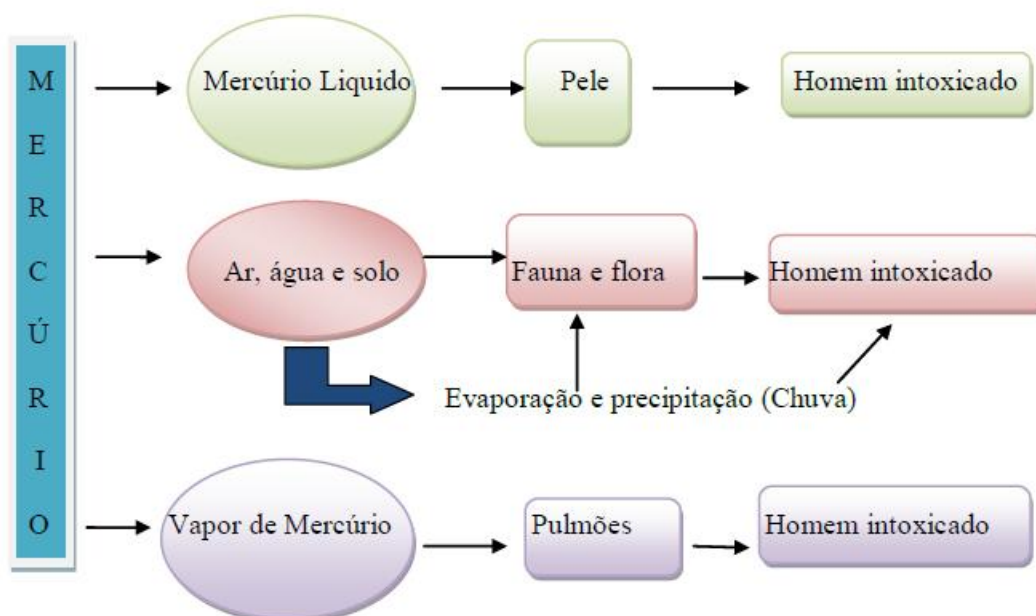 MERCÚRIO
Mercúrio Liquido
Pele
Homem intoxicado
Ar, água e solo
Fauna e flora
Homem intoxicado
Evaporação e precipitação (Chuva)
Vapor de Mercúrio
Pulmões
Homem intoxicado